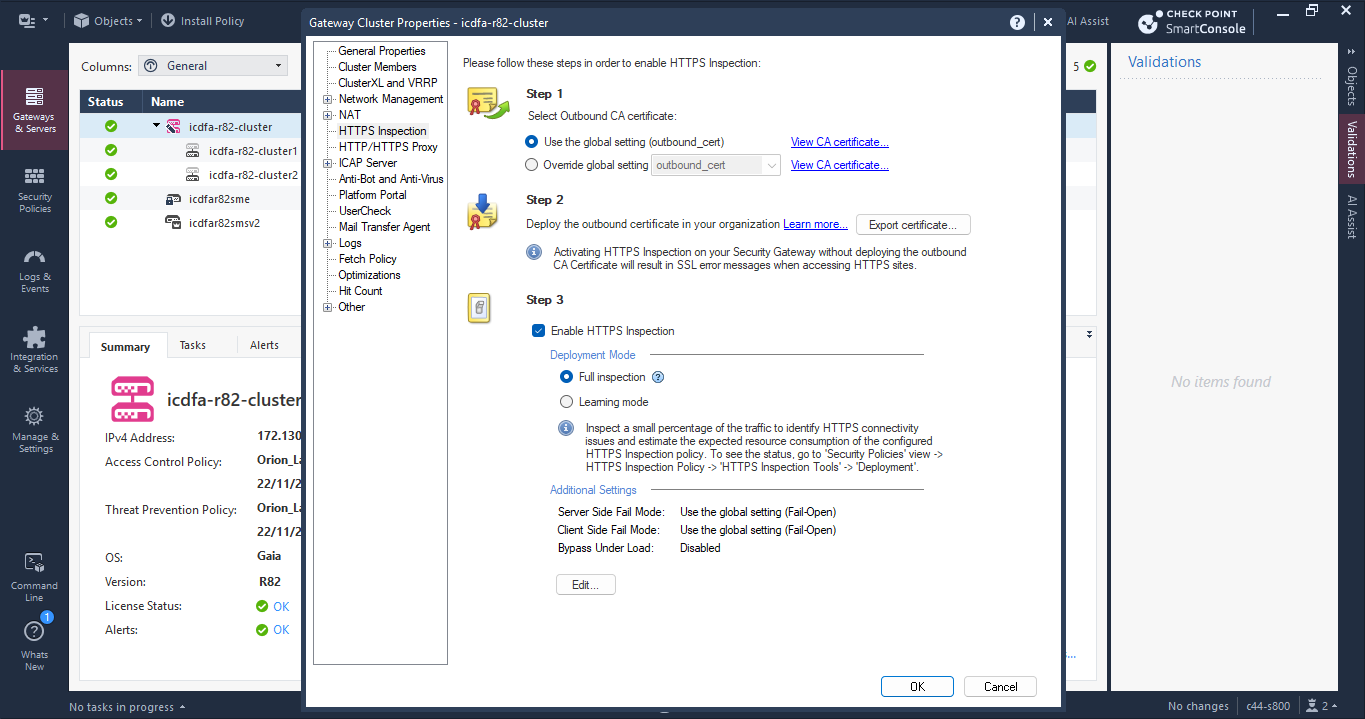 Objects
Install Policy
Gateway Cluster Properties - icdfa-r82-cluster
?
AI Assist
CHECK POINT
SmartConsole
Columns:
General
5
Status
Name
icdfa-r82-cluster
icdfa-r82-cluster1
icdfa-r82-cluster2
icdfar82sme
icdfar82smsv2
Gateways
& Servers
Security
Policies
Logs &
Events
Integration
& Services
Manage &
Settings
Command
Line
1
Whats
New
Summary
Tasks
Alerts
icdfa-r82-cluster
IPv4 Address:
172.130
Access Control Policy:
Orion_La
22/11/2
Threat Prevention Policy:
Orion_La
22/11/2
OS:
Gaia
Version:
R82
License Status:
OK
Alerts:
OK
General Properties
Cluster Members
ClusterXL and VRRP
Network Management
NAT
HTTPS Inspection
HTTP/HTTPS Proxy
ICAP Server
Anti-Bot and Anti-Virus
Platform Portal
UserCheck
Mail Transfer Agent
Logs
Fetch Policy
Optimizations
Hit Count
Other
Please follow these steps in order to enable HTTPS Inspection:
Step 1
Select Outbound CA certificate:
Use the global setting (outbound_cert)
View CA certificate...
Override global setting
outbound_cert
View CA certificate...
Step 2
Deploy the outbound certificate in your organization Learn more...
Export certificate...
Activating HTTPS Inspection on your Security Gateway without deploying the outbound
CA Certificate will result in SSL error messages when accessing HTTPS sites.
Step 3
Enable HTTPS Inspection
Deployment Mode
Full inspection
?
Learning mode
Inspect a small percentage of the traffic to identify HTTPS connectivity
issues and estimate the expected resource consumption of the configured
HTTPS Inspection policy. To see the status, go to 'Security Policies' view ->
HTTPS Inspection Policy -> 'HTTPS Inspection Tools' -> 'Deployment'.
Additional Settings
Server Side Fail Mode:
Use the global setting (Fail-Open)
Client Side Fail Mode:
Use the global setting (Fail-Open)
Bypass Under Load:
Disabled
Edit...
OK
Cancel
Validations
No items found
Objects
Validations
AI Assist
No tasks in progress
No changes
c44-s800
2